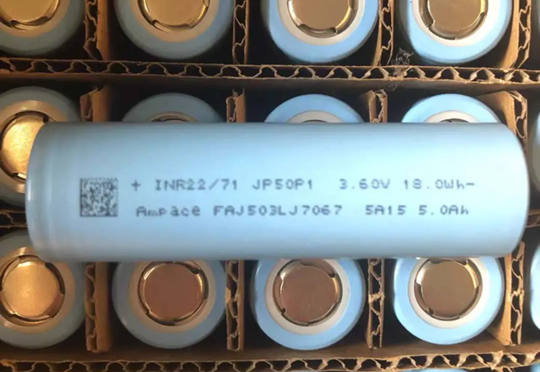 + INR22/71 JP50P1 3.60V 18.0Wh-
Ampace FAJ503LJ7067 5A15 5.0Ah